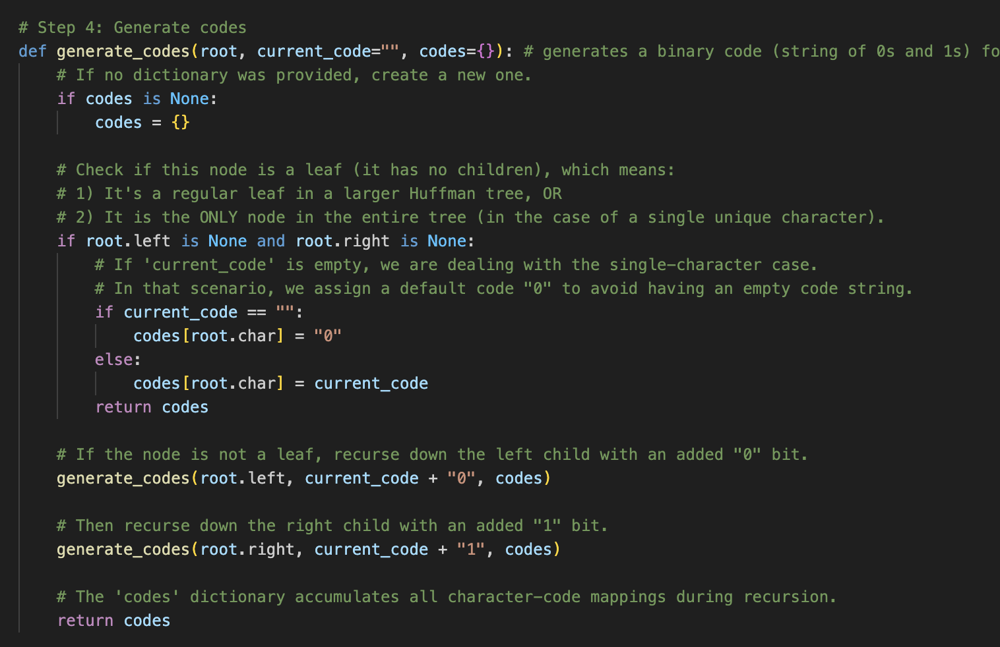 # Step 4: Generate codes
def generate_codes(root, current_code="", codes={}): # generates a binary code (string of 0s and 1s)
    # If no dictionary was provided, create a new one.
    if codes is None:
        codes = {}

    # Check if this node is a leaf (it has no children), which means:
    # 1) It's a regular leaf in a larger Huffman tree, OR
    # 2) It is the ONLY node in the entire tree (in the case of a single unique character).
    if root.left is None and root.right is None:
        # If 'current_code' is empty, we are dealing with the single-character case.
        # In that scenario, we assign a default code "0" to avoid having an empty code string.
        if current_code == "":
            codes[root.char] = "0"
        else:
            codes[root.char] = current_code
        return codes

    # If the node is not a leaf, recurse down the left child with an added "0" bit.
    generate_codes(root.left, current_code + "0", codes)

    # Then recurse down the right child with an added "1" bit.
    generate_codes(root.right, current_code + "1", codes)

    # The 'codes' dictionary accumulates all character-code mappings during recursion.
    return codes